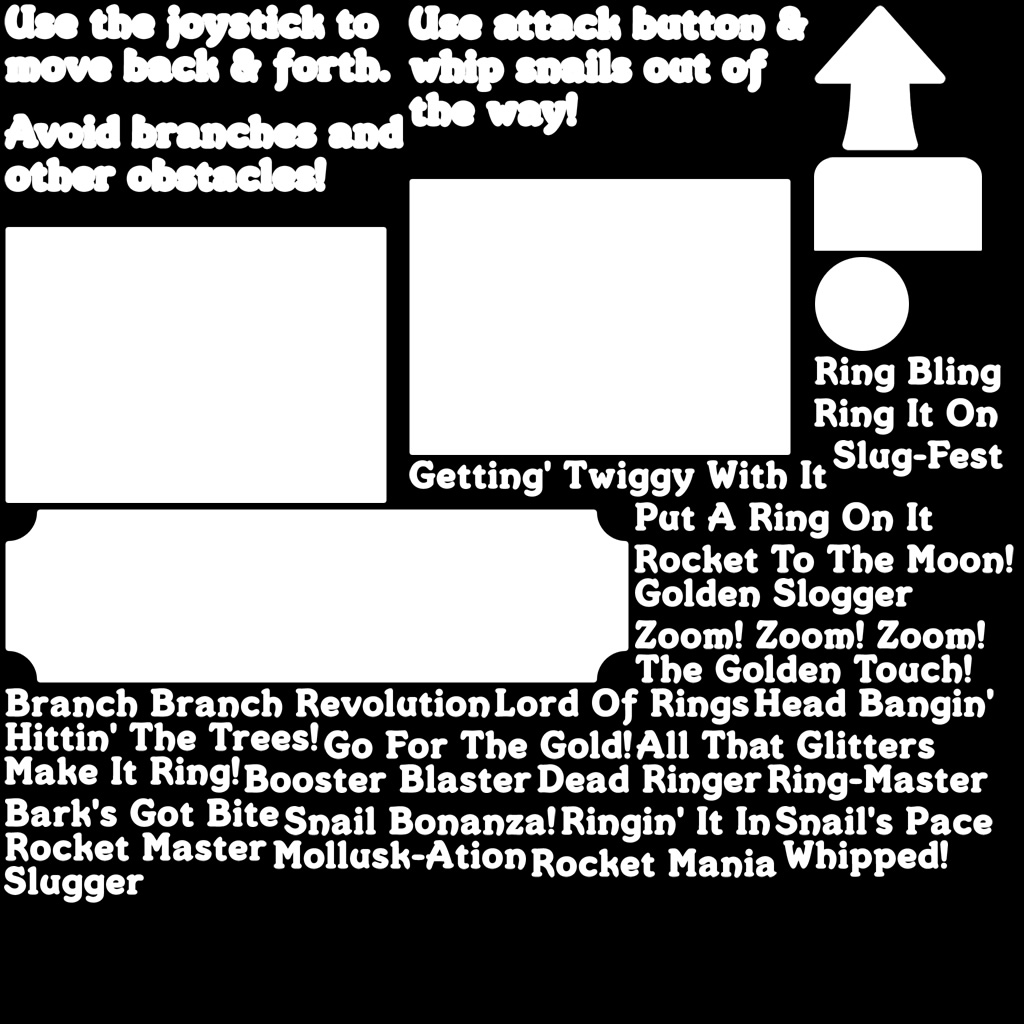 Use the joystick to
move back & forth.
Avoid branches and
other obstacles!
Use attack button &
whip snails out of
the way!
Ring Bling
Ring It On
Slug-Fest
Getting' Twiggy With It
Put A Ring On It
Rocket To The Moon!
Golden Slogger
Zoom! Zoom! Zoom!
The Golden Touch!
Branch Branch Revolution
Lord Of Rings
Head Bangin'
Hittin' The Trees!
Go For The Gold!
All That Glitters
Make It Ring!
Booster Blaster
Dead Ringer
Ring-Master
Bark's Got Bite
Snail Bonanza!
Ringin' It In
Snail's Pace
Rocket Master
Mollusk-Ation
Rocket Mania
Whipped!
Slugger